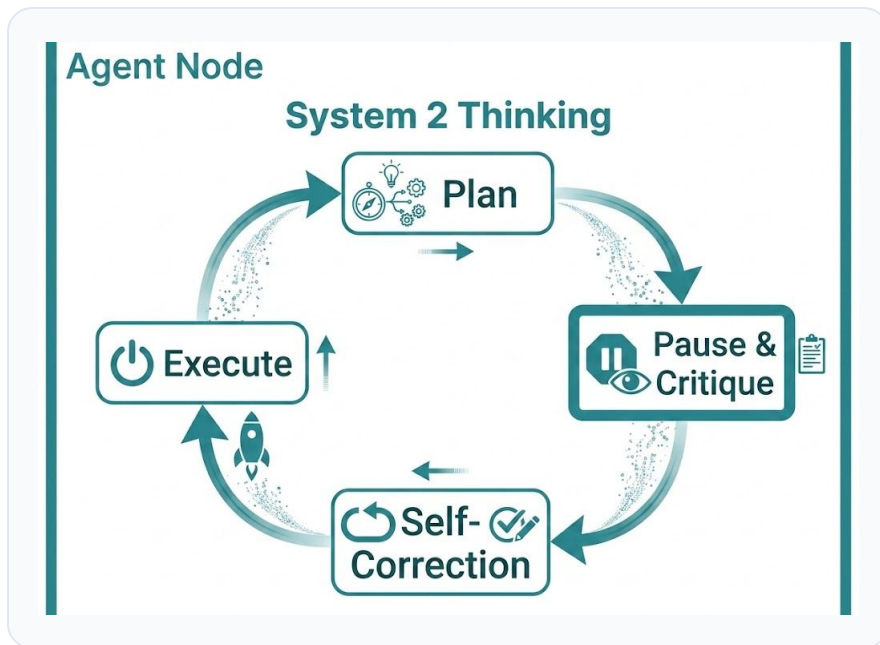 Agent Node
System 2 Thinking
Plan
Pause &
Critique
Execute
Self-
Correction